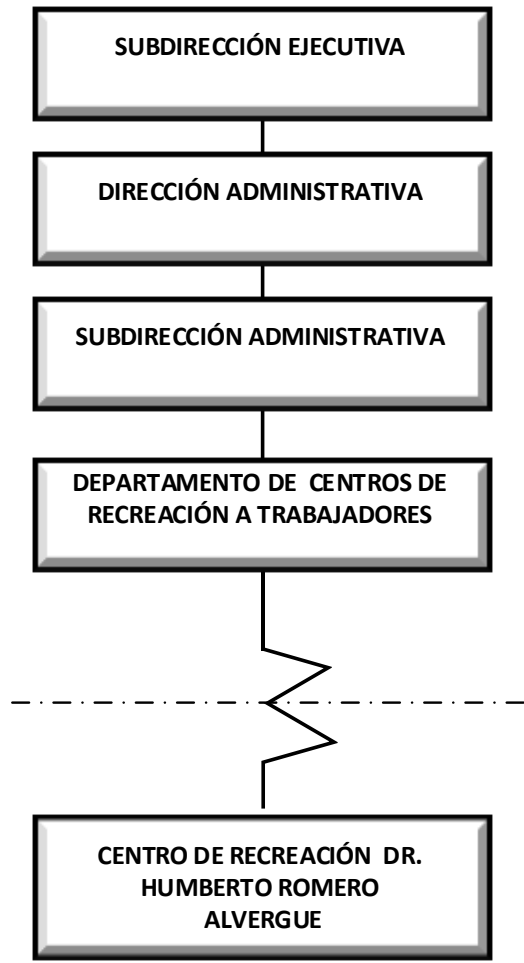 SUBDIRECCIÓN EJECUTIVA
DIRECCIÓN ADMINISTRATIVA
SUBDIRECCIÓN ADMINISTRATIVA
DEPARTAMENTO DE CENTROS DE
RECREACIÓN A TRABAJADORES
CENTRO DE RECREACIÓN DR.
HUMBERTO ROMERO
ALVERGUE